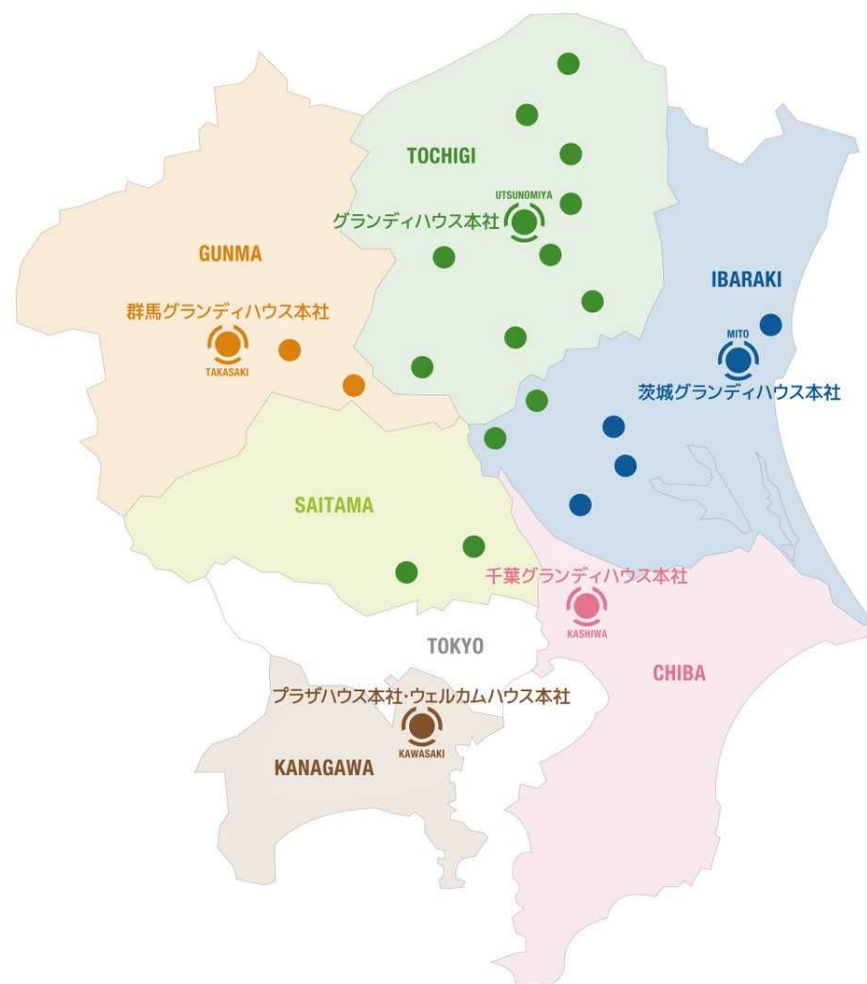 TOCHIGI
UTSUNOMIYA
グランディハウス本社
GUNMA
IBARAKI
群馬グランディハウス本社
TAKASAKI
MITO
茨城グランディハウス本社
SAITAMA
千葉グランディハウス本社
KASHIWA
TOKYO
CHIBA
プラザハウス本社・ウェルカムハウス本社
KAWASAKI
KANAGAWA